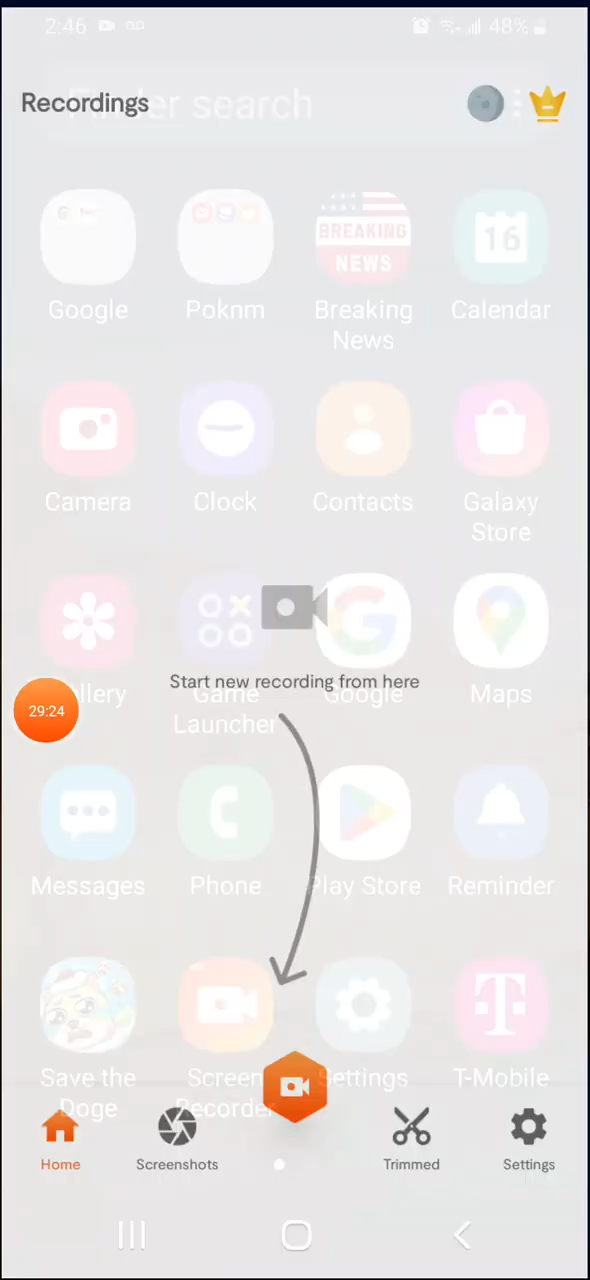 2:46
48%
Finder search
Recordings
BREAKING
NEWS
16
Google
Poknm
Breaking
News
Calendar
Camera
Clock
Contacts
Galaxy
Store
Start new recording from here
29:24
Gallery
Game
Launcher
Google
Maps
Messages
Phone
Play Store
Reminder
T
Save the
Doge
Screen
Recorder
Settings
T-Mobile
Home
Screenshots
Trimmed
Settings